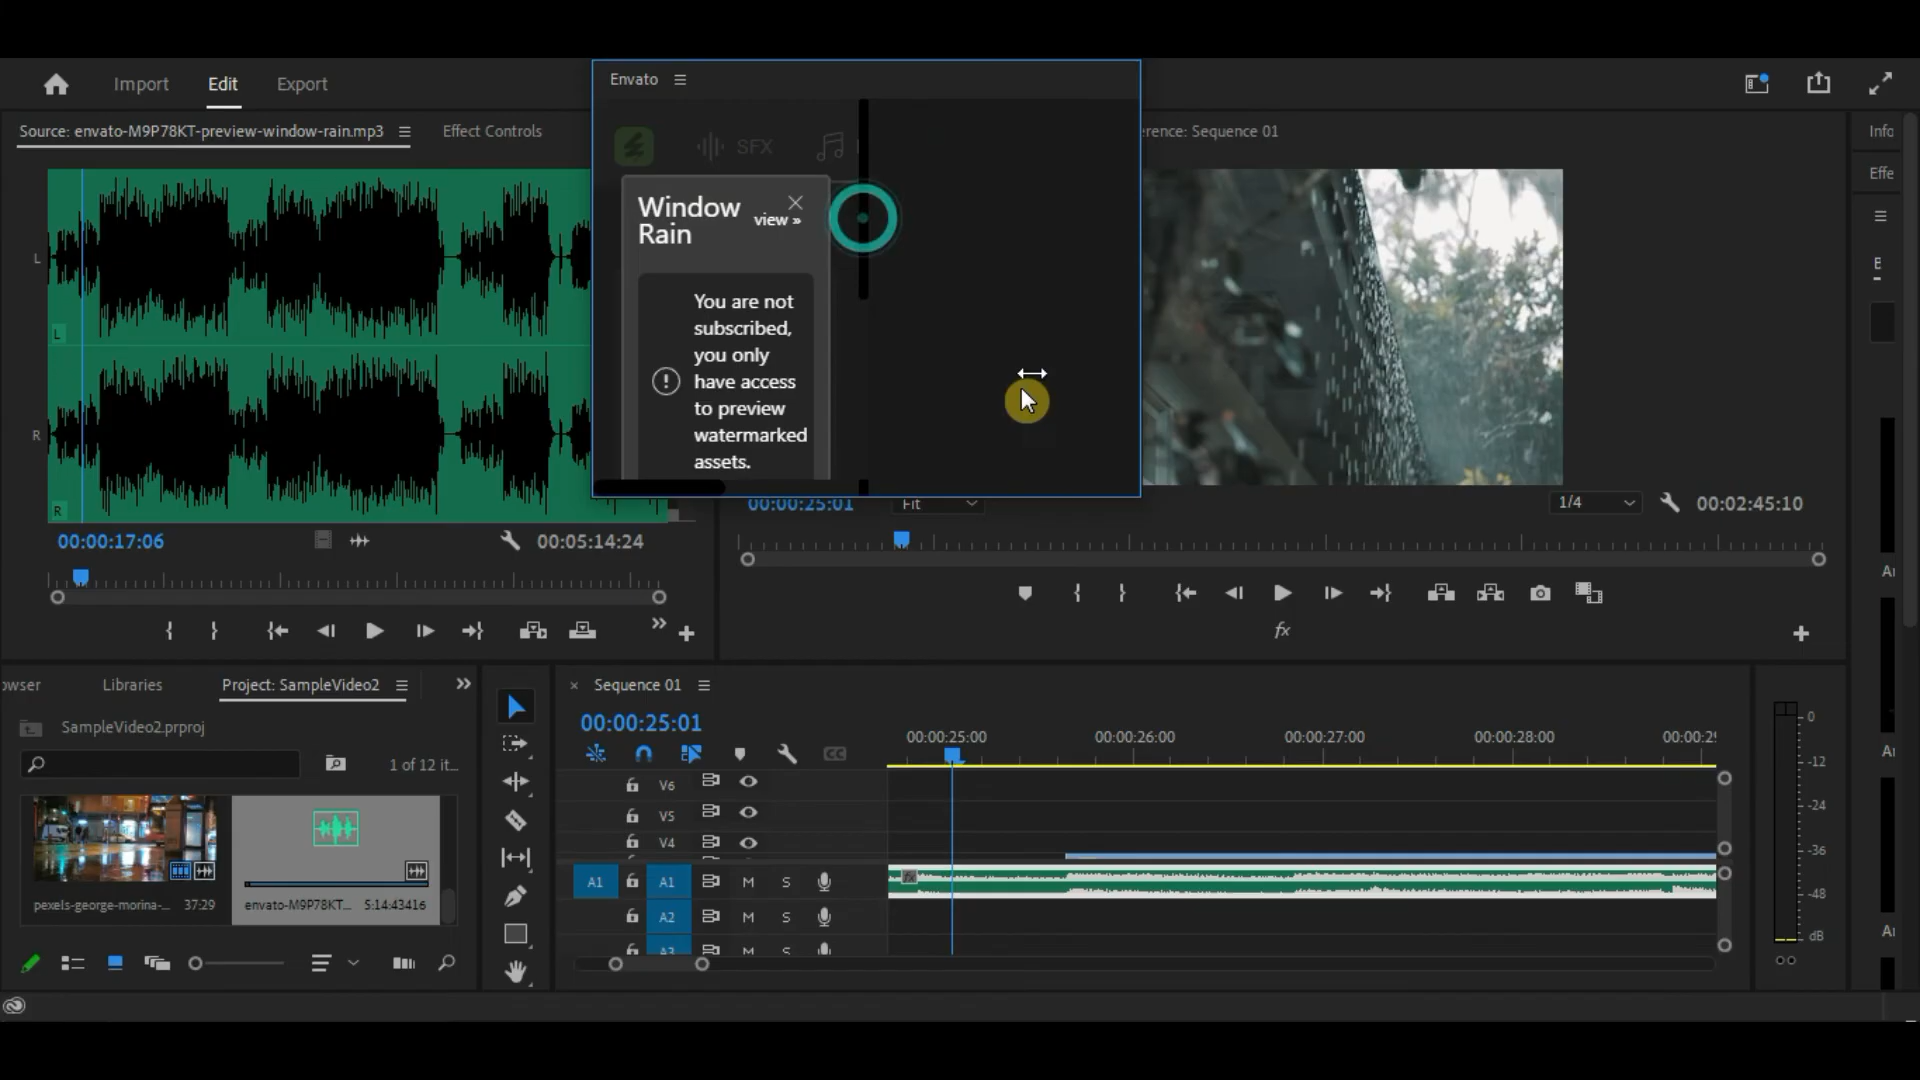 Import
Edit
Export
Envato
Source: envato-M9P78KT-preview-window-rain.mp3
Effect Controls
erence: Sequence 01
Info
Effe
SFX
Window
Rain
view »
You are not
subscribed,
you only
have access
to preview
watermarked
assets.
L
L
R
R
00:00:17:06
00:05:14:24
00:00:25:01
Fit
1/4
00:02:45:10
fx
owser
Libraries
Project: SampleVideo2
SampleVideo2.prproj
1 of 12 it...
pexels-george-morina-...
37:29
envato-M9P78KT...
5:14:43416
× Sequence 01
00:00:25:01
00:00:25:00
00:00:26:00
00:00:27:00
00:00:28:00
00:00:29
CC
V6
V5
V4
A1
A1
M
S
fx
A2
M
S
A3
M
S
0
-12
-24
-36
-48
dB